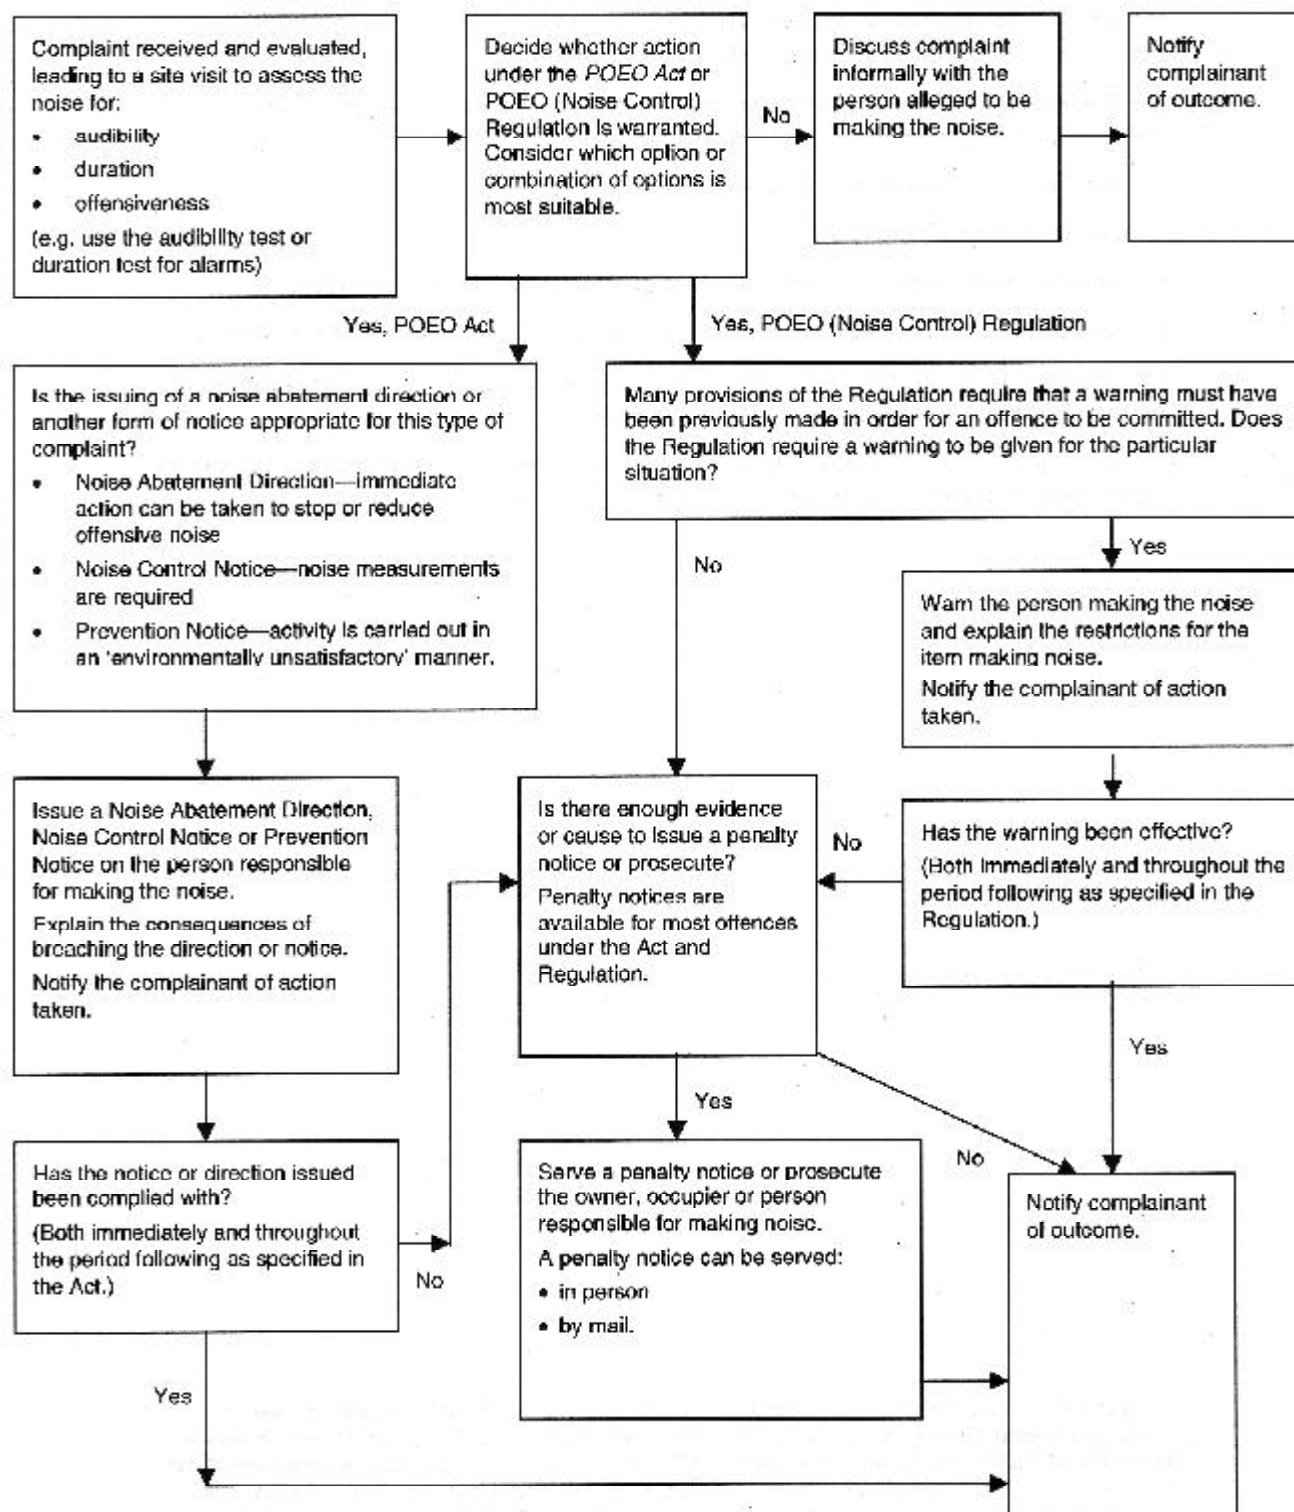 Complaint received and evaluated,
leading to a site visit to assess the
noise for:
• audibility
• duration
• offensiveness
(e.g. use the audibility test or
duration test for alarms)
Decide whether action
under the POEO Act or
POEO (Noise Control)
Regulation is warranted.
Consider which option or
combination of options is
most suitable.
No
Discuss complaint
informally with the
person alleged to be
making the noise.
Notify
complainant
of outcome.
Yes, POEO Act
Yes, POEO (Noise Control) Regulation
Is the issuing of a noise abatement direction or
another form of notice appropriate for this type of
complaint?
• Noise Abatement Direction—immediate
action can be taken to stop or reduce
offensive noise
• Noise Control Notice—noise measurements
are required
• Prevention Notice—activity is carried out in
an ‘environmentally unsatisfactory’ manner.
Many provisions of the Regulation require that a warning must have
been previously made in order for an offence to be committed. Does
the Regulation require a warning to be given for the particular
situation?
No
Yes
Warn the person making the noise
and explain the restrictions for the
item making noise.
Notify the complainant of action
taken.
Issue a Noise Abatement Direction,
Noise Control Notice or Prevention
Notice on the person responsible
for making the noise.
Explain the consequences of
breaching the direction or notice.
Notify the complainant of action
taken.
Is there enough evidence
or cause to issue a penalty
notice or prosecute?
Penalty notices are
available for most offences
under the Act and
Regulation.
No
Has the warning been effective?
(Both immediately and throughout the
period following as specified in the
Regulation.)
Yes
Yes
No
Has the notice or direction issued
been complied with?
(Both immediately and throughout
the period following as specified in
the Act.)
No
Serve a penalty notice or prosecute
the owner, occupier or person
responsible for making noise.
A penalty notice can be served:
• in person
• by mail.
Notify complainant
of outcome.
Yes